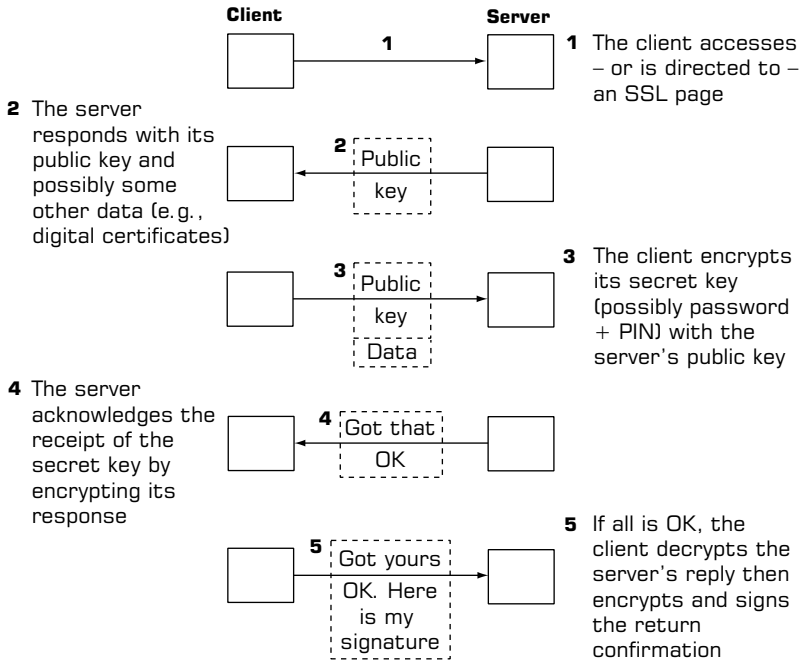 Client
Server
1
1 The client accesses
– or is directed to –
an SSL page
2 The server
responds with its
public key and
possibly some
other data (e.g.,
digital certificates)
2
Public
key
3
Public
key
Data
3 The client encrypts
its secret key
(possibly password
+ PIN) with the
server's public key
4 The server
acknowledges the
receipt of the
secret key by
encrypting its
response
4
Got that
OK
5
Got yours
OK. Here
is my
signature
5 If all is OK, the
client decrypts the
server's reply then
encrypts and signs
the return
confirmation